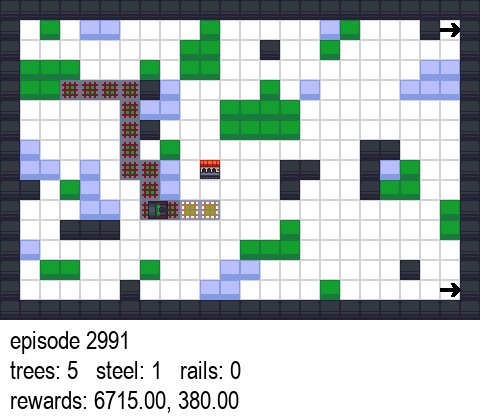 episode 2991
trees: 5 steel: 1 rails: 0
rewards: 6715.00, 380.00